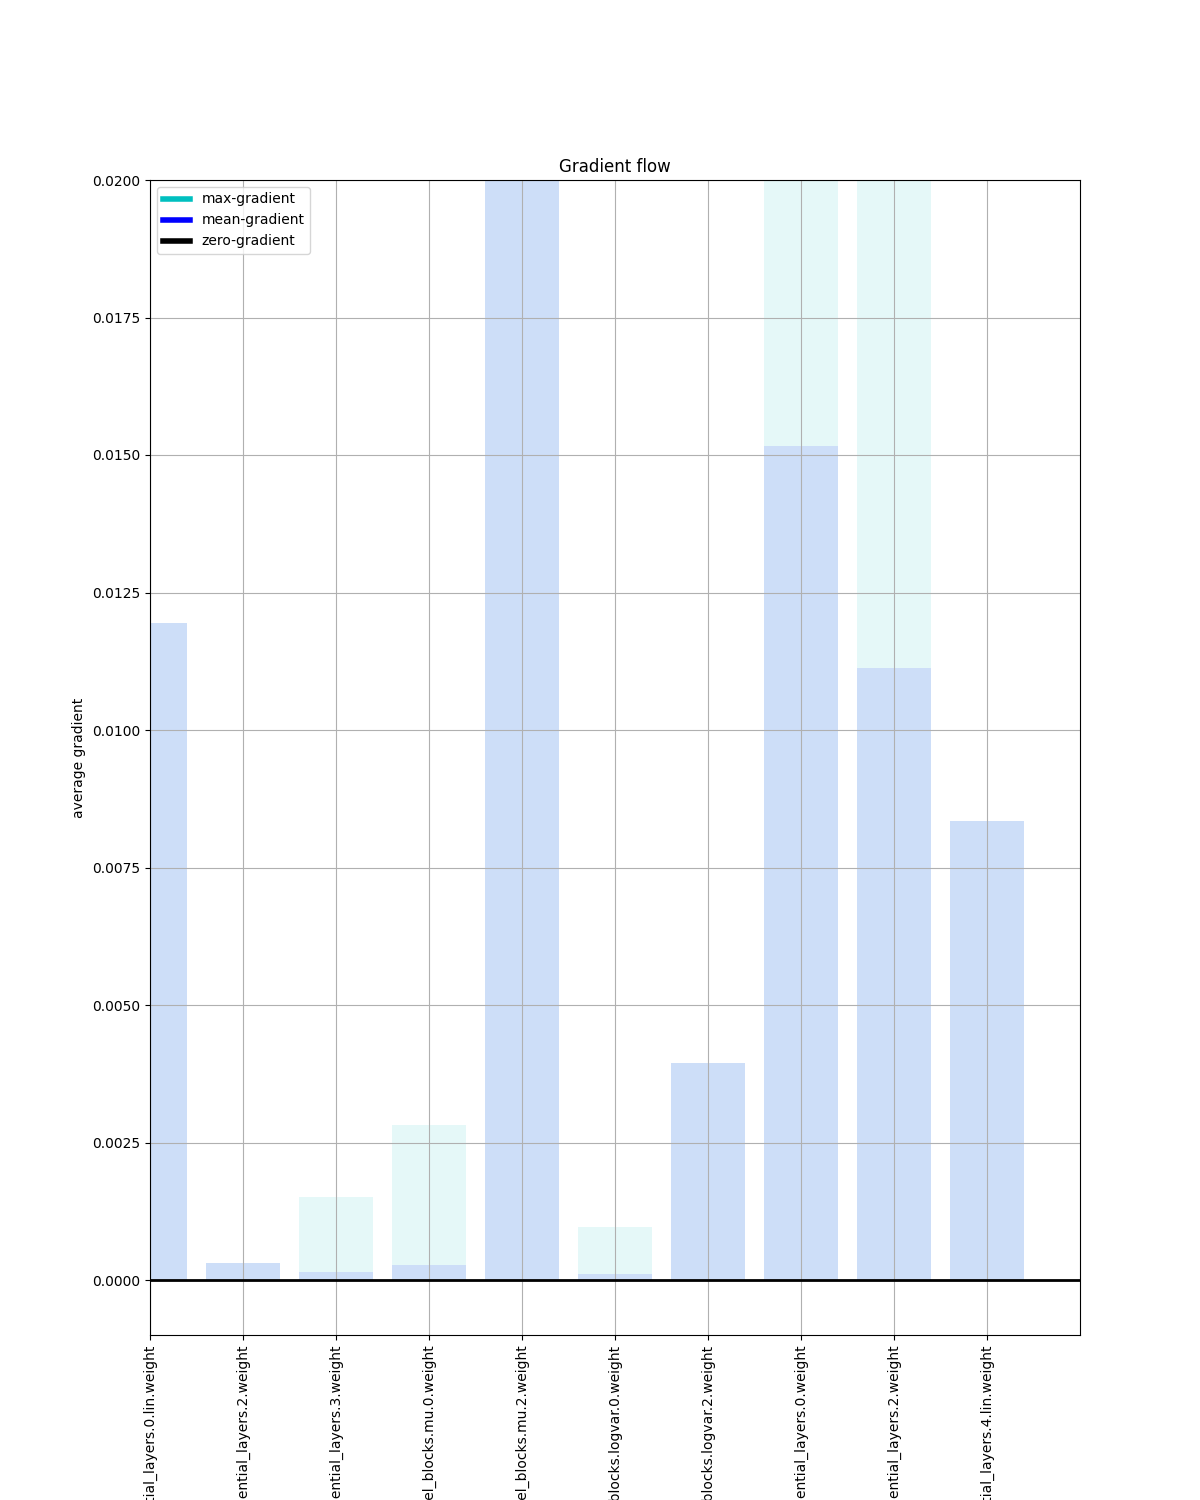 Gradient flow
max-gradient
mean-gradient
zero-gradient
0.0200
0.0175
0.0150
0.0125
0.0100
0.0075
0.0050
0.0025
0.0000
average gradient
tial_layers.0.lin.weight
ential_layers.2.weight
ential_layers.3.weight
el_blocks.mu.0.weight
el_blocks.mu.2.weight
blocks.logvar.0.weight
blocks.logvar.2.weight
ential_layers.0.weight
ential_layers.2.weight
tial_layers.4.lin.weight